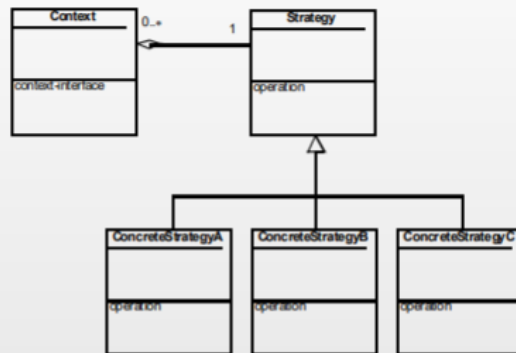 Context
0..*
1
Strategy
context-interface
operation
ConcreteStrategyA
ConcreteStrategyB
ConcreteStrategyC
operation
operation
operation